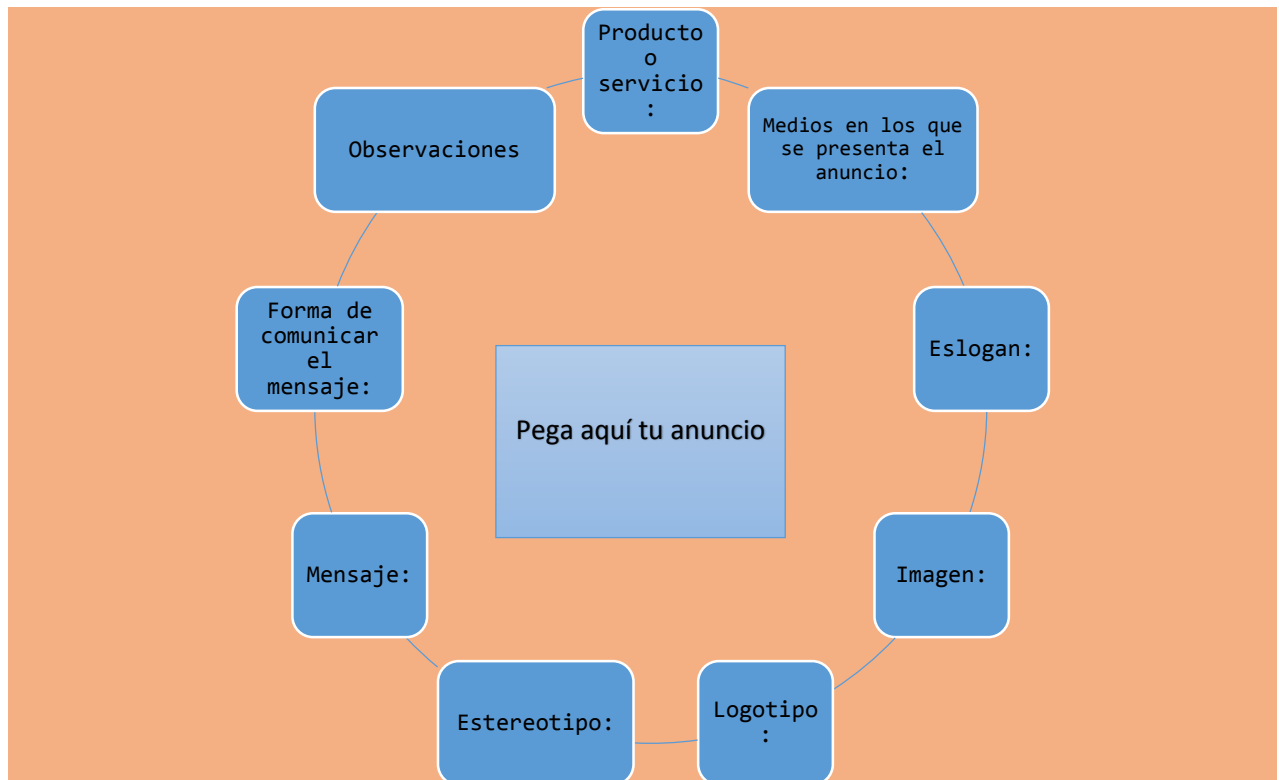 Producto
o
servicio
:
Medios en los que
se presenta el
anuncio:
Eslogan:
Imagen:
Logotipo
:
Estereotipo:
Mensaje:
Forma de
comunicar
el
mensaje:
Observaciones
Pega aquí tu anuncio